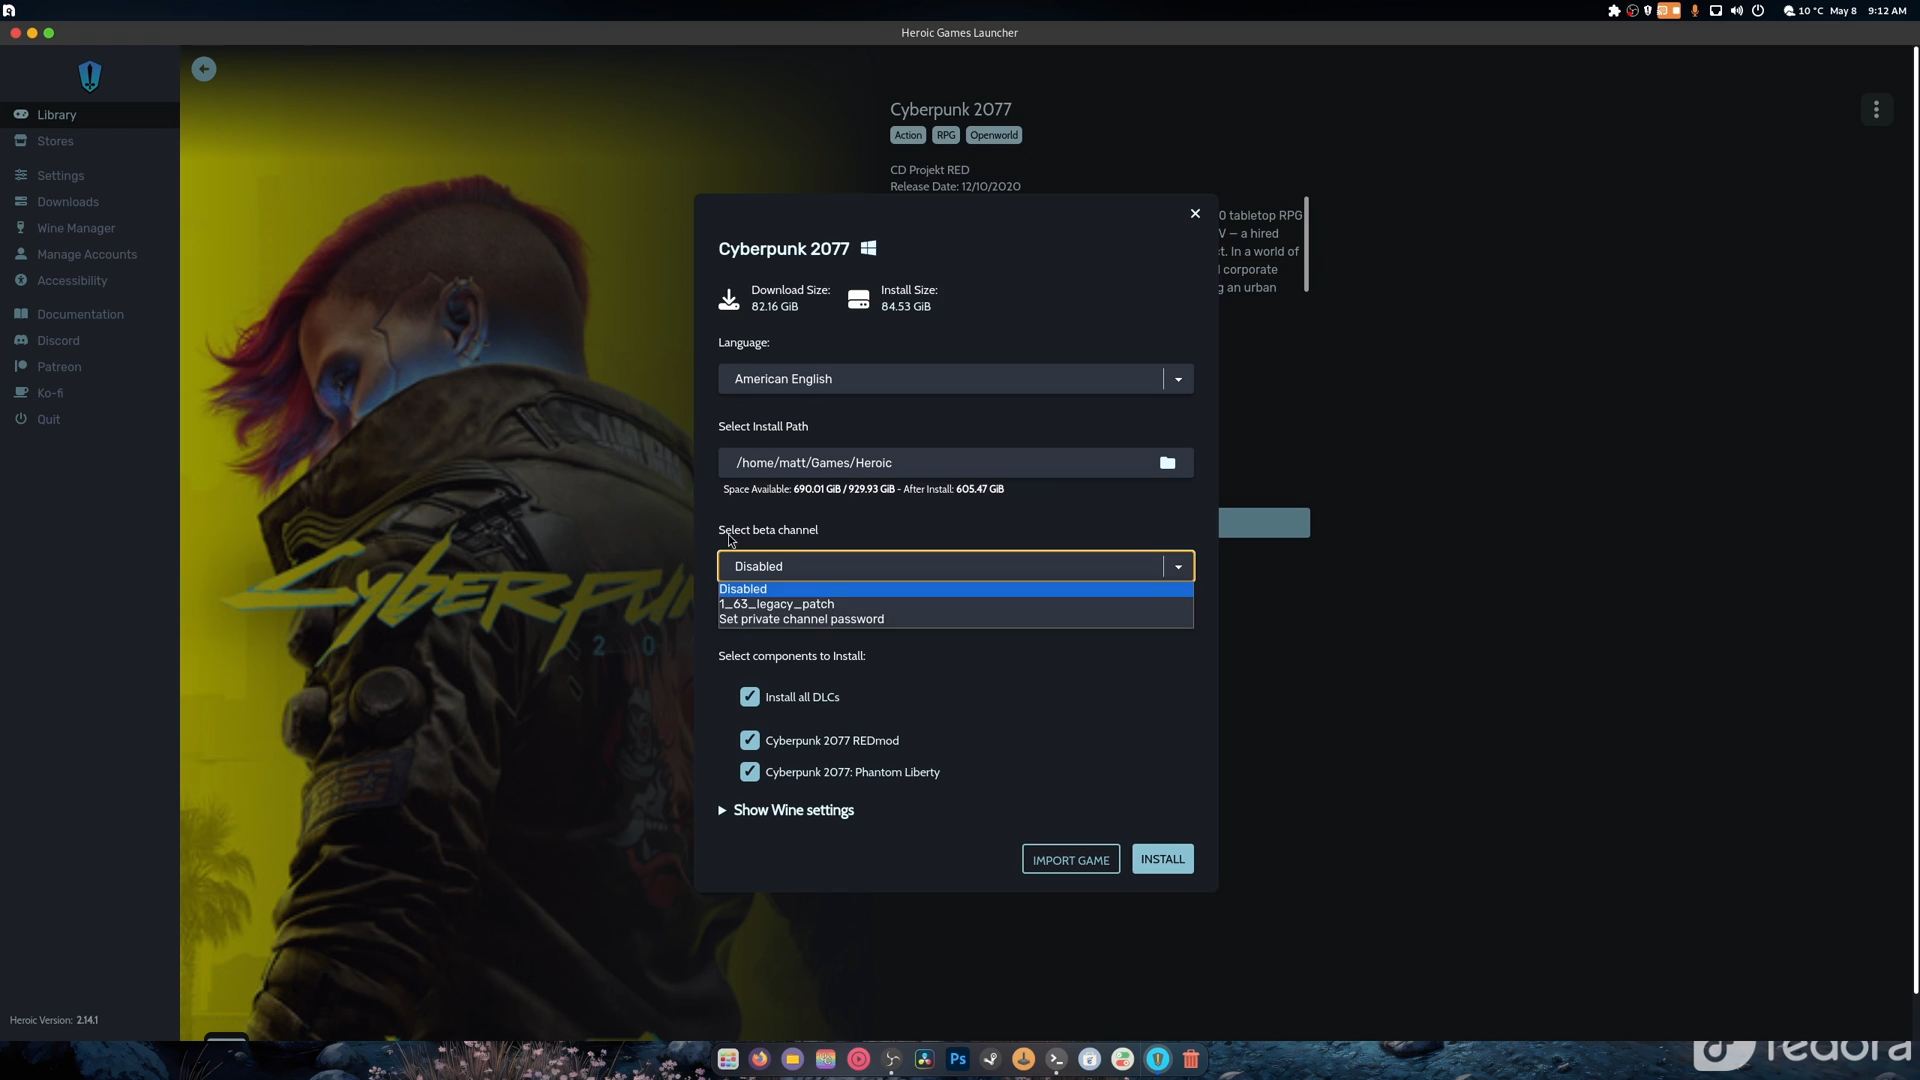 10 °C May 8 9:12 AM
Heroic Games Launcher
Library
Stores
Settings
Downloads
Wine Manager
Manage Accounts
Accessibility
Documentation
Discord
Patreon
Ko-fi
Quit
Heroic Version: 2.14.1
Cyberpunk 2077
Action RPG Openworld
CD Projekt RED
Release Date: 12/10/2020
0 tabletop RPG
V — a hired
t. In a world of
corporate
g an urban
Cyberpunk 2077
Download Size:
82.16 GiB
Install Size:
84.53 GiB
Language:
American English
Select Install Path
/home/matt/Games/Heroic
Space Available: 690.01 GiB / 929.93 GiB - After Install: 605.47 GiB
Select beta channel
Disabled
Disabled
1_63_legacy_patch
Set private channel password
Select components to Install:
Install all DLCs
Cyberpunk 2077 REDmod
Cyberpunk 2077: Phantom Liberty
Show Wine settings
IMPORT GAME
INSTALL
CYBERPU
2 0
Ps
fedora